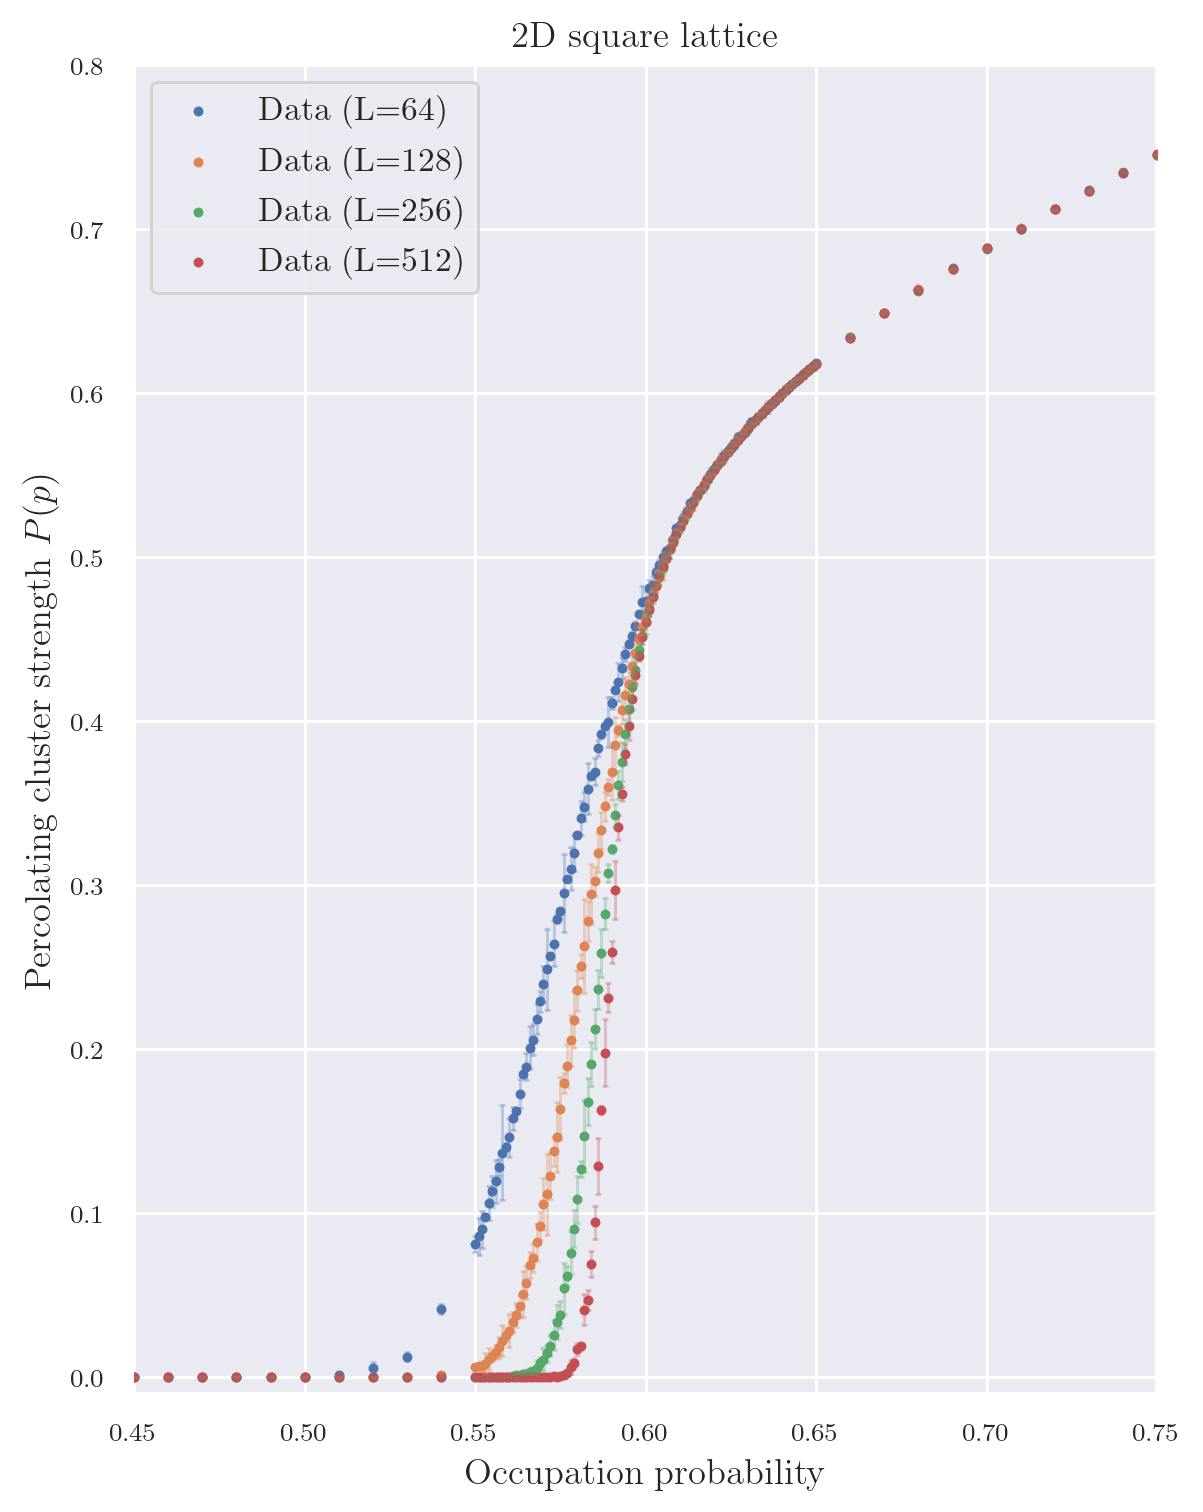 2D square lattice
Data (L=64)
Data (L=128)
Data (L=256)
Data (L=512)
Percolating cluster strength P(p)
0.8
0.7
0.6
0.5
0.4
0.3
0.2
0.1
0.0
0.45 0.50 0.55 0.60 0.65 0.70 0.75
Occupation probability